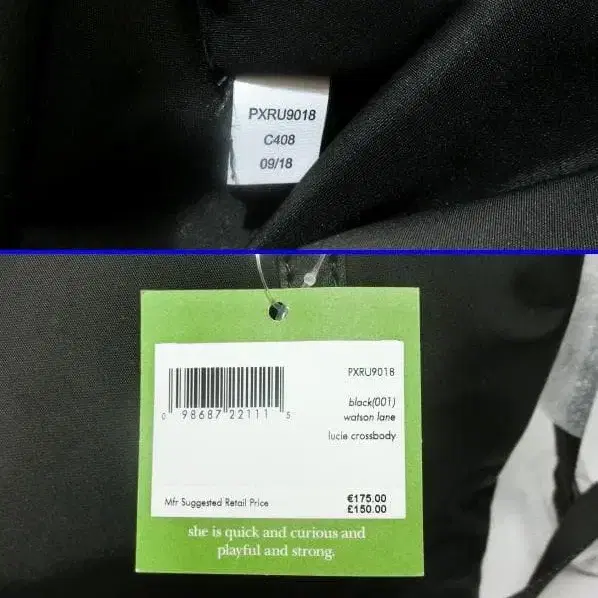 PXRU9018
C408
09/18
PXRU9018
0 98687 22111 5
black(001)
watson lane
lucie crossbody
Mfr Suggested Retail Price
€175.00
£150.00
she is quick and curious and
playful and strong.